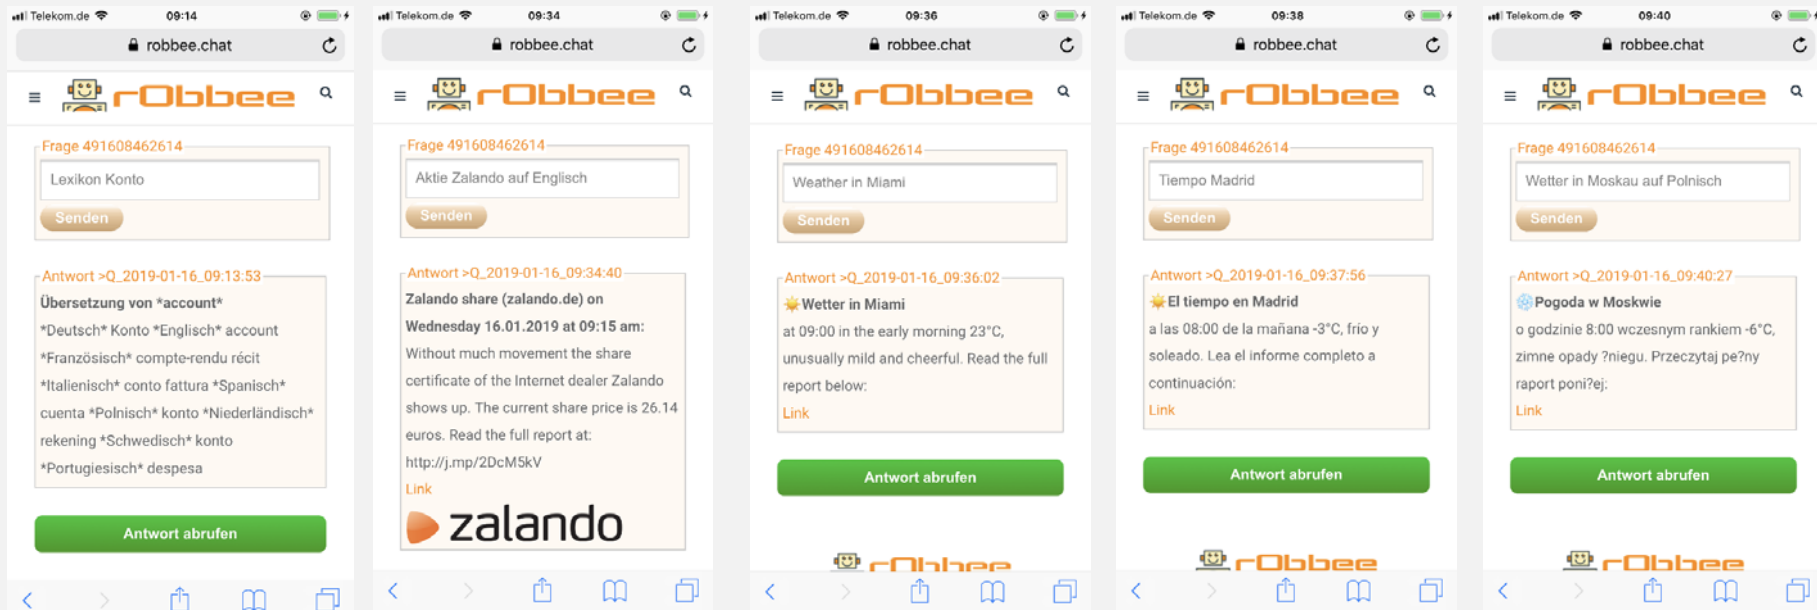 Telekom.de 09:14
robbee.chat
rObbee
Frage 491608462614
Lexikon Konto
Senden
Antwort >Q_2019-01-16_09:13:53
Übersetzung von *account*
*Deutsch* Konto *Englisch* account
*Französisch* compte-rendu récit
*Italienisch* conto fattura *Spanisch*
cuenta *Polnisch* konto *Niederländisch*
rekening *Schwedisch* konto
*Portugiesisch* despesa
Antwort abrufen
Telekom.de 09:34
robbee.chat
rObbee
Frage 491608462614
Aktie Zalando auf Englisch
Senden
Antwort >Q_2019-01-16_09:34:40
Zalando share (zalando.de) on
Wednesday 16.01.2019 at 09:15 am:
Without much movement the share
certificate of the Internet dealer Zalando
shows up. The current share price is 26.14
euros. Read the full report at:
http://j.mp/2DcM5kV
Link
zalando
Telekom.de 09:36
robbee.chat
rObbee
Frage 491608462614
Weather in Miami
Senden
Antwort >Q_2019-01-16_09:36:02
Wetter in Miami
at 09:00 in the early morning 23°C,
unusually mild and cheerful. Read the full
report below:
Link
Antwort abrufen
rObbee
Telekom.de 09:38
robbee.chat
rObbee
Frage 491608462614
Tiempo Madrid
Senden
Antwort >Q_2019-01-16_09:37:56
El tiempo en Madrid
a las 08:00 de la mañana -3°C, frío y
soleado. Lea el informe completo a
continuación:
Link
Antwort abrufen
rObbee
Telekom.de 09:40
robbee.chat
rObbee
Frage 491608462614
Wetter in Moskau auf Polnisch
Senden
Antwort >Q_2019-01-16_09:40:27
Pogoda w Moskwie
o godzinie 8:00 wczesnym rankiem -6°C,
zimne opady ?niegu. Przeczytaj pe?ny
raport poni?ej:
Link
Antwort abrufen
rObbee